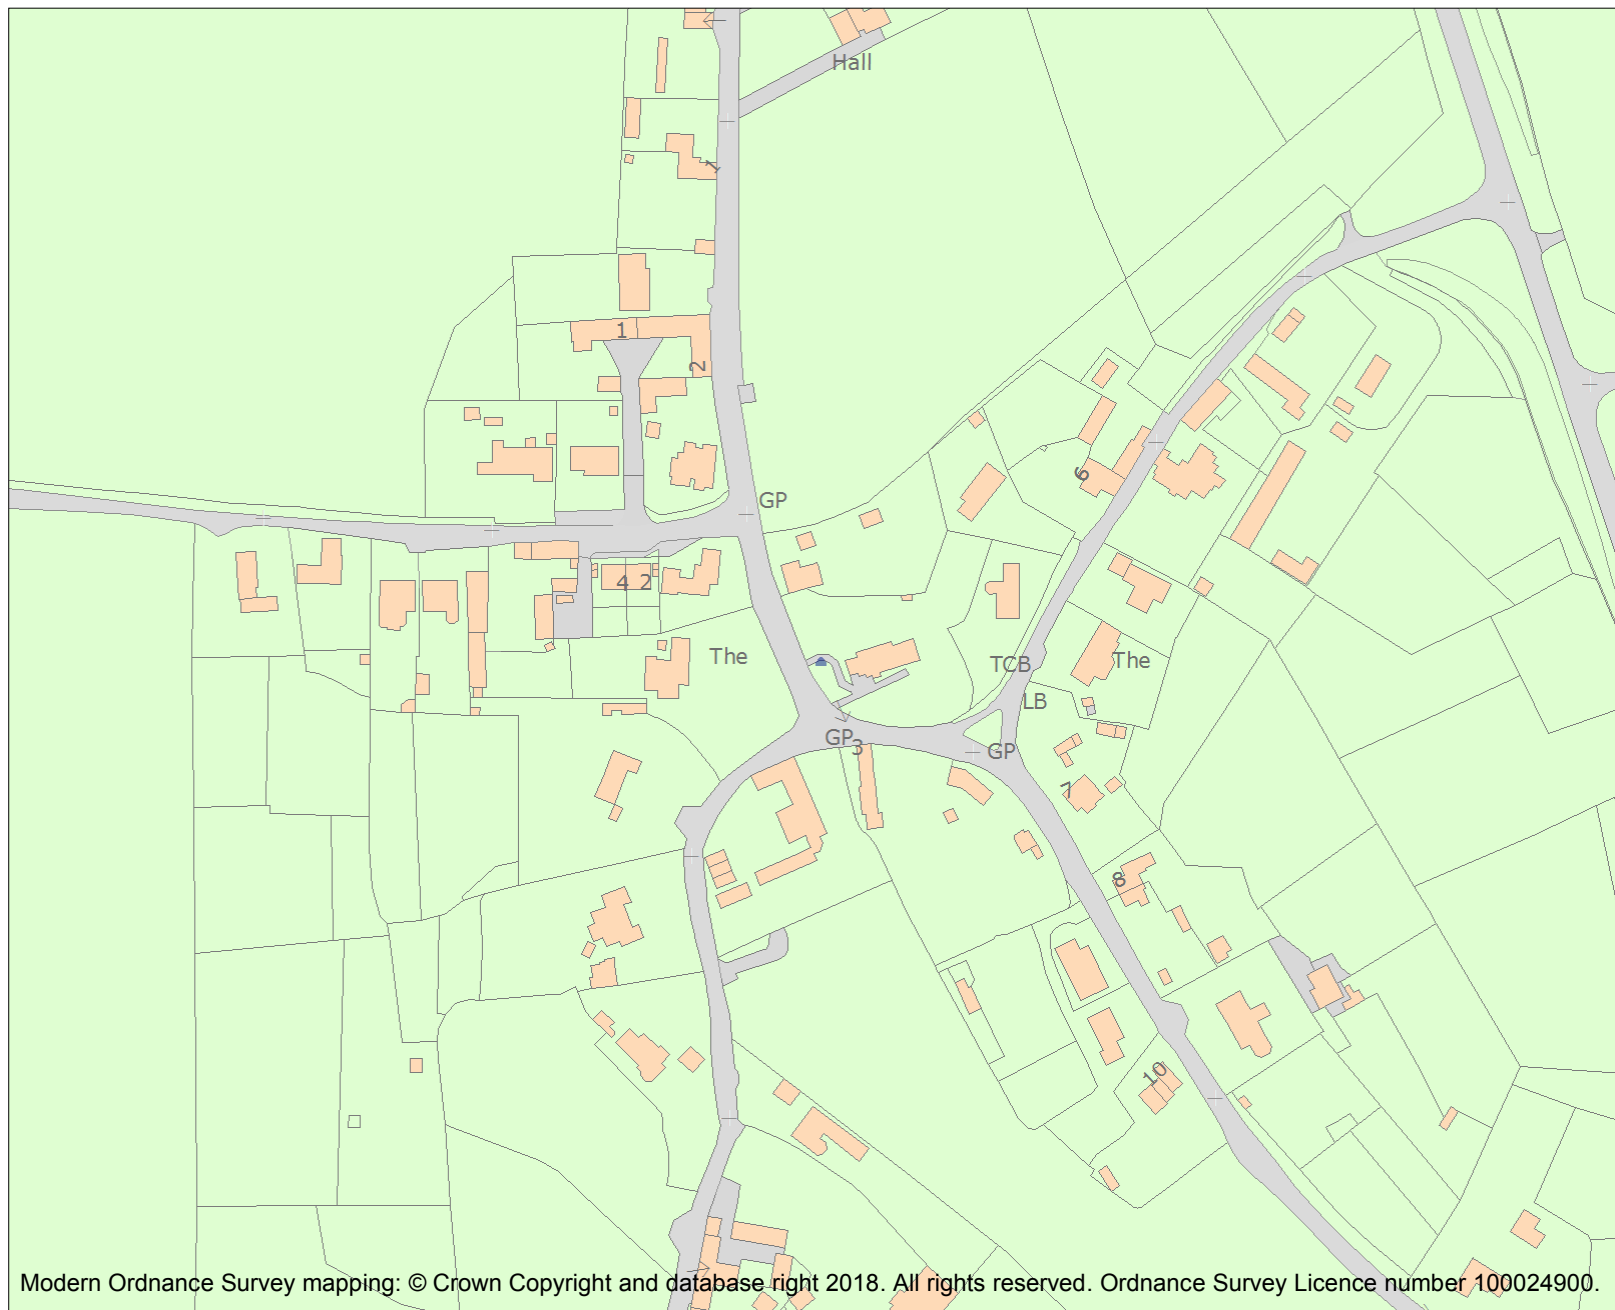 Hall
1
1
2
GP
6
4 2
The
TCB
The
LB
GP
3
GP
7
8
10
Modern Ordnance Survey mapping: © Crown Copyright and database right 2018. All rights reserved. Ordnance Survey Licence number 100024900.